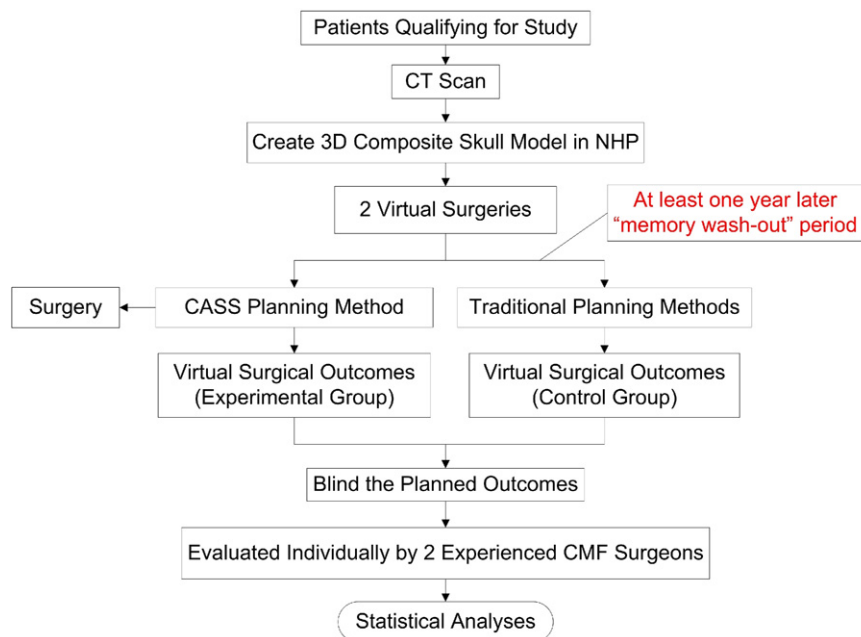 Patients Qualifying for Study
CT Scan
Create 3D Composite Skull Model in NHP
2 Virtual Surgeries
At least one year later
“memory wash-out” period
Surgery
CASS Planning Method
Traditional Planning Methods
Virtual Surgical Outcomes
(Experimental Group)
Virtual Surgical Outcomes
(Control Group)
Blind the Planned Outcomes
Evaluated Individually by 2 Experienced CMF Surgeons
Statistical Analyses